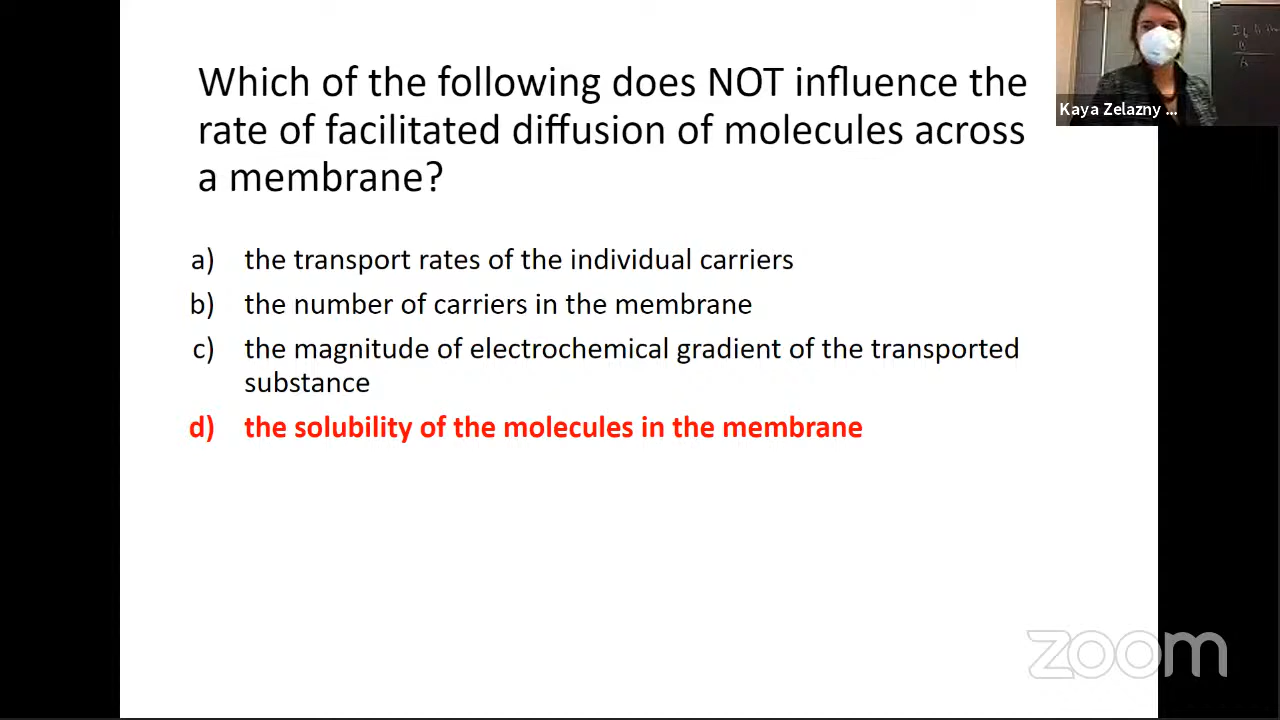 Which of the following does NOT influence the
rate of facilitated diffusion of molecules across
a membrane?
a) the transport rates of the individual carriers
b) the number of carriers in the membrane
c) the magnitude of electrochemical gradient of the transported
substance
d) the solubility of the molecules in the membrane
Kaya Zelazny ...
zoom